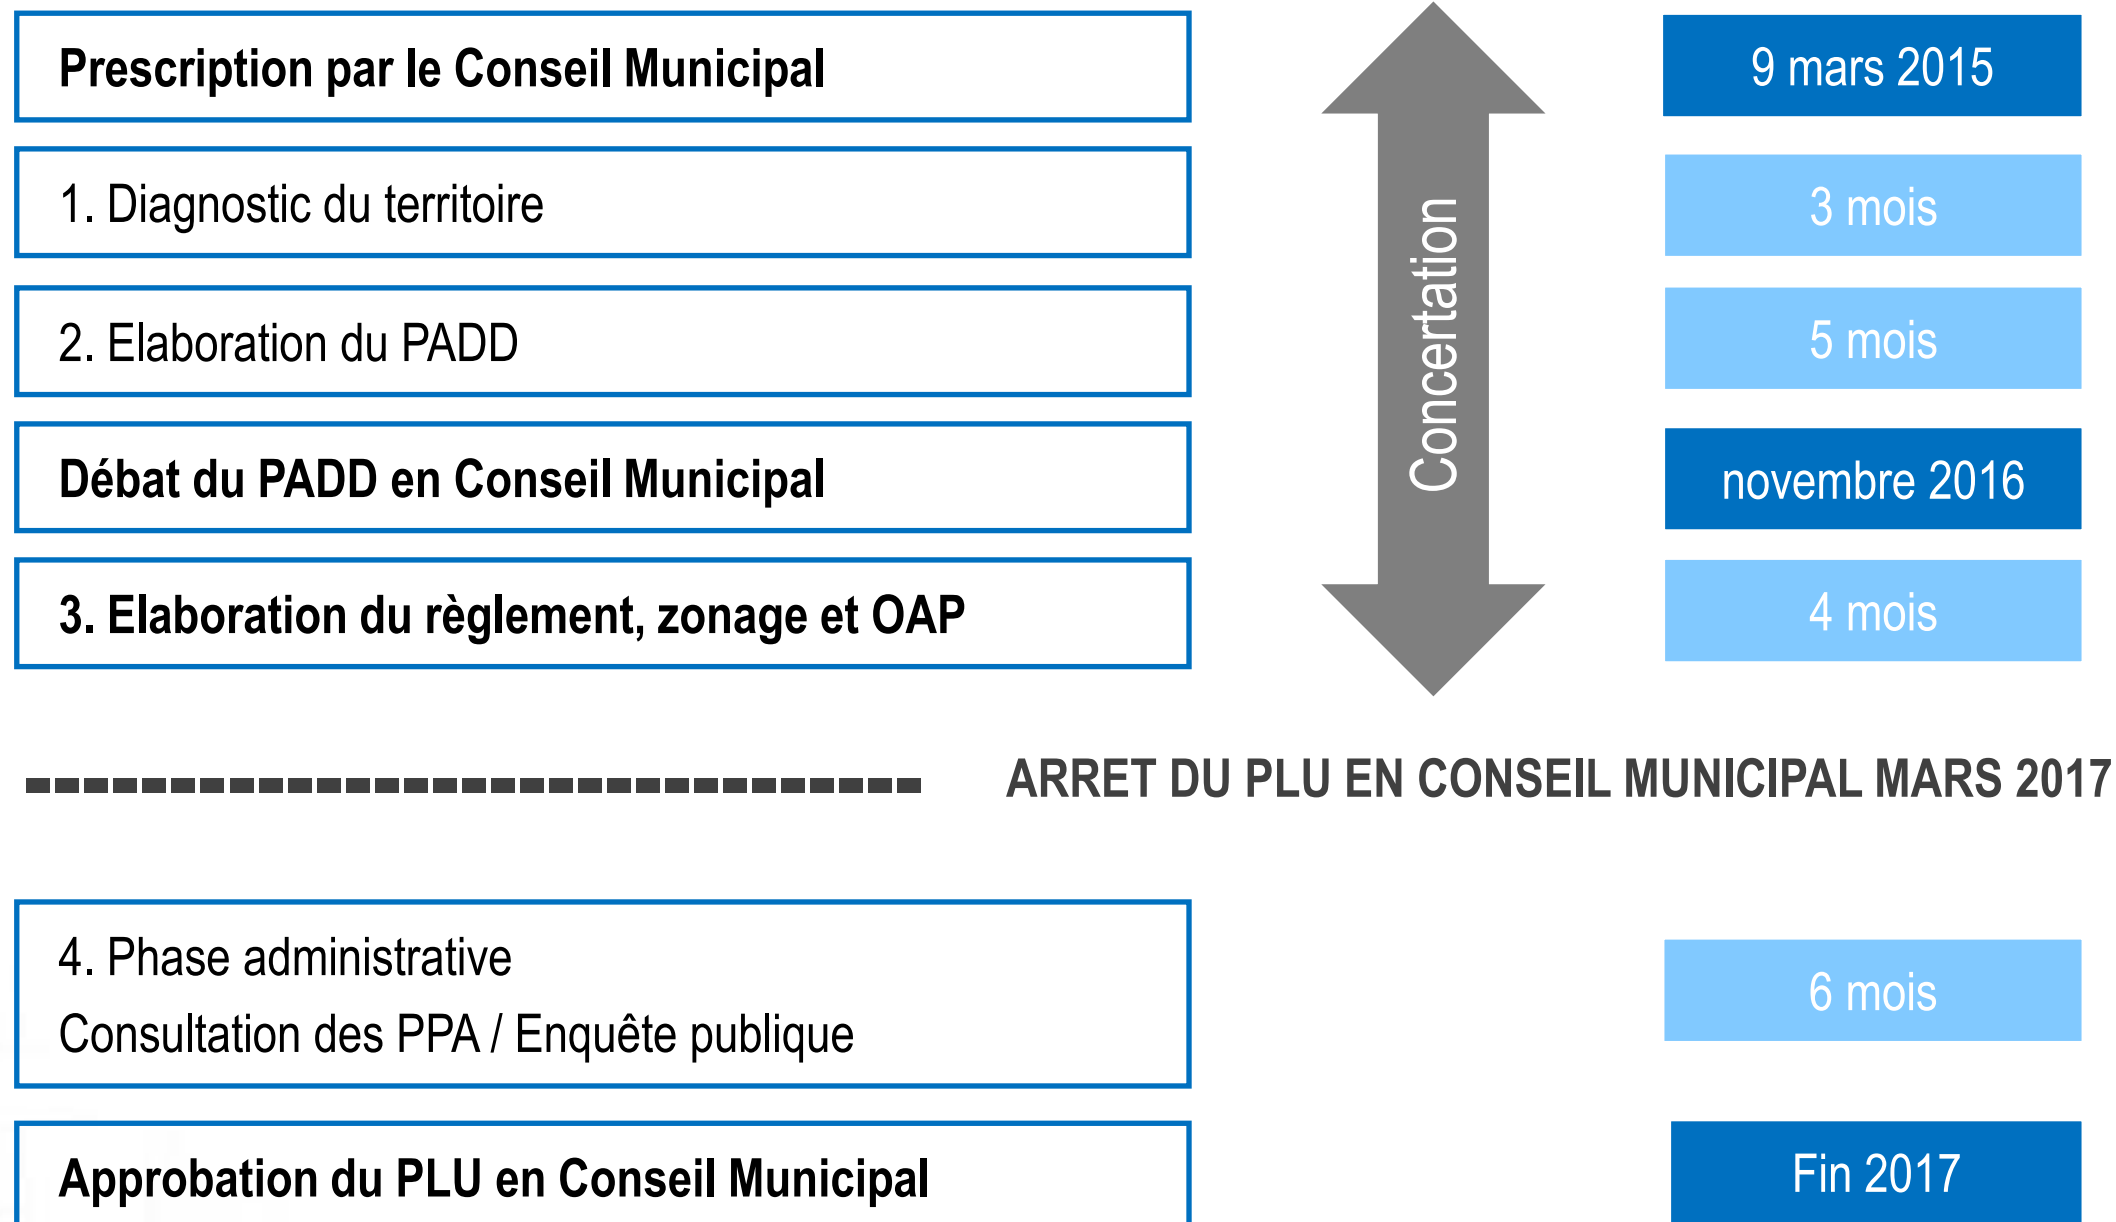 Prescription par le Conseil Municipal
9 mars 2015
1. Diagnostic du territoire
3 mois
2. Elaboration du PADD
5 mois
Concertation
Débat du PADD en Conseil Municipal
novembre 2016
3. Elaboration du règlement, zonage et OAP
4 mois
ARRET DU PLU EN CONSEIL MUNICIPAL MARS 2017
4. Phase administrative
Consultation des PPA / Enquête publique
6 mois
Approbation du PLU en Conseil Municipal
Fin 2017